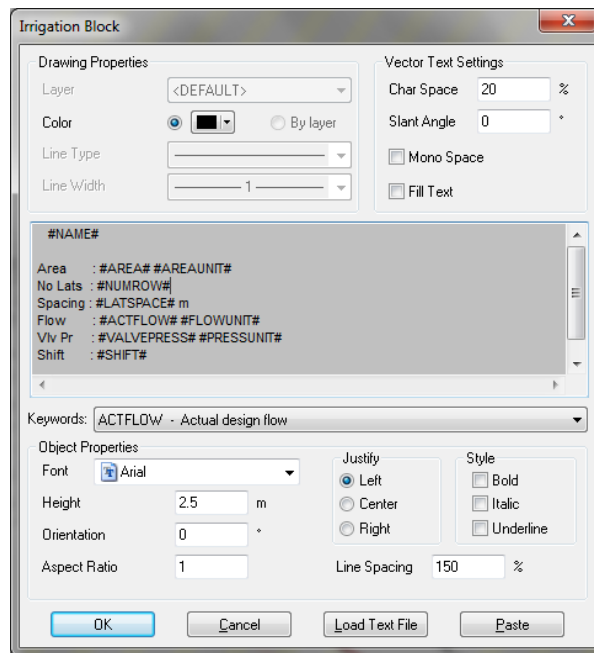 Irrigation Block
Drawing Properties
Layer <DEFAULT>
Color By layer
Line Type
Line Width 1
Vector Text Settings
Char Space 20 %
Slant Angle 0 °
Mono Space
Fill Text
#NAME#
Area : #AREA# #AREAUNIT#
No Lats : #NUMROW#
Spacing : #LATSPACE# m
Flow : #ACTFLOW# #FLOWUNIT#
Vlv Pr : #VALVEPRESS# #PRESSUNIT#
Shift : #SHIFT#
Keywords: ACTFLOW - Actual design flow
Object Properties
Font Arial
Height 2.5 m
Orientation 0 °
Aspect Ratio 1
Justify
Left
Center
Right
Style
Bold
Italic
Underline
Line Spacing 150 %
OK Cancel Load Text File Paste